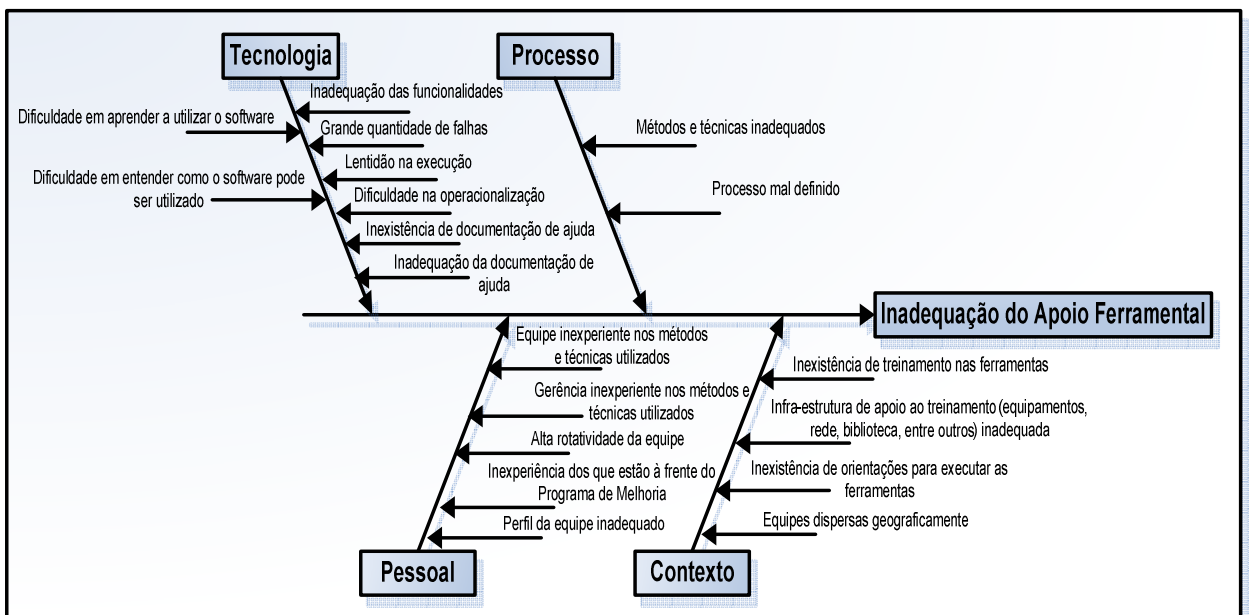 Tecnologia
Processo
Inadequação das funcionalidades
Dificuldade em aprender a utilizar o software
Grande quantidade de falhas
Lentidão na execução
Dificuldade em entender como o software pode
ser utilizado
Dificuldade na operacionalização
Inexistência de documentação de ajuda
Inadequação da documentação de
ajuda
Métodos e técnicas inadequados
Processo mal definido
Inadequação do Apoio Ferramental
Equipe inexperiente nos métodos
e técnicas utilizados
Gerência inexperiente nos métodos e
técnicas utilizados
Alta rotatividade da equipe
Inexperiência dos que estão à frente do
Programa de Melhoria
Perfil da equipe inadequado
Inexistência de treinamento nas ferramentas
Infra-estrutura de apoio ao treinamento (equipamentos,
rede, biblioteca, entre outros) inadequada
Inexistência de orientações para executar as
ferramentas
Equipes dispersas geograficamente
Pessoal
Contexto